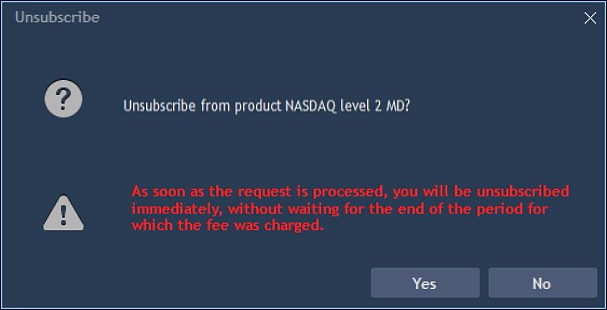 Unsubscribe
Unsubscribe from product NASDAQ level 2 MD?
As soon as the request is processed, you will be unsubscribed
immediately, without waiting for the end of the period for
which the fee was charged.
Yes
No